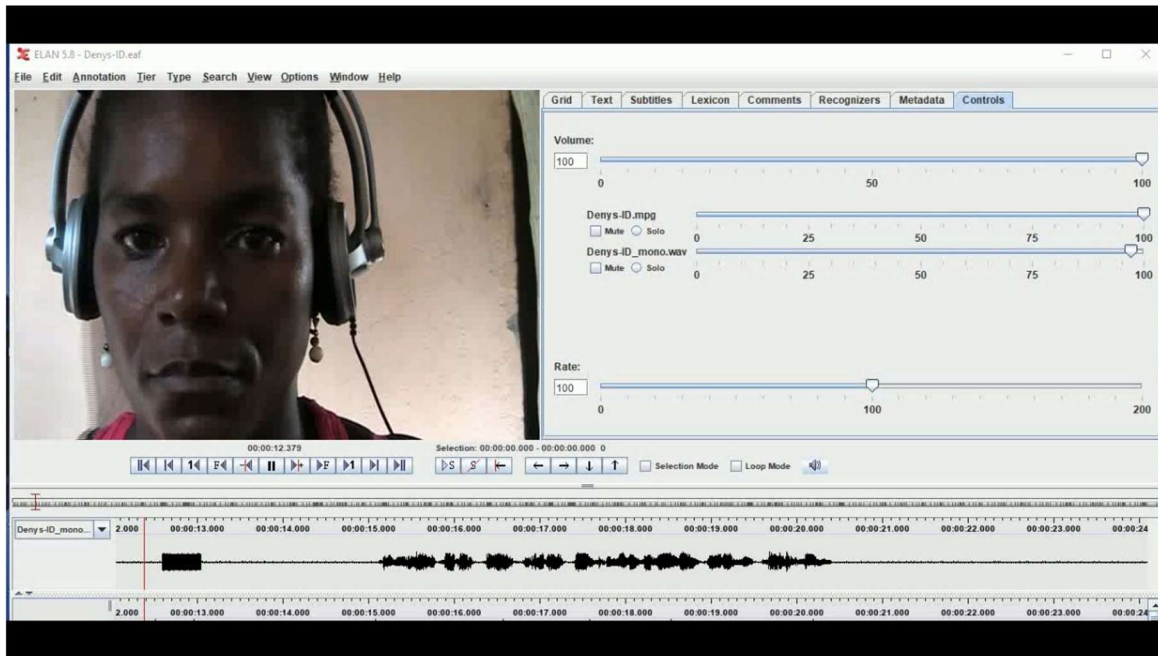 ELAN 5.8 - Denys-ID.eaf
File Edit Annotation Tier Type Search View Options Window Help
Grid Text Subtitles Lexicon Comments Recognizers Metadata Controls
Volume:
100
0 50 100
Denys-ID.mpg
Mute Solo
0 25 50 75 100
Denys-ID_mono.wav
Mute Solo
0 25 50 75 100
Rate:
100
0 100 200
00:00:12.379 Selection: 00:00:00.000 - 00:00:00.000 0
1 F F 1 S S Selection Mode Loop Mode
Denys-ID_mono... 2.000 00:00:13.000 00:00:14.000 00:00:15.000 00:00:16.000 00:00:17.000 00:00:18.000 00:00:19.000 00:00:20.000 00:00:21.000 00:00:22.000 00:00:23.000 00:00:24
2.000 00:00:13.000 00:00:14.000 00:00:15.000 00:00:16.000 00:00:17.000 00:00:18.000 00:00:19.000 00:00:20.000 00:00:21.000 00:00:22.000 00:00:23.000 00:00:24